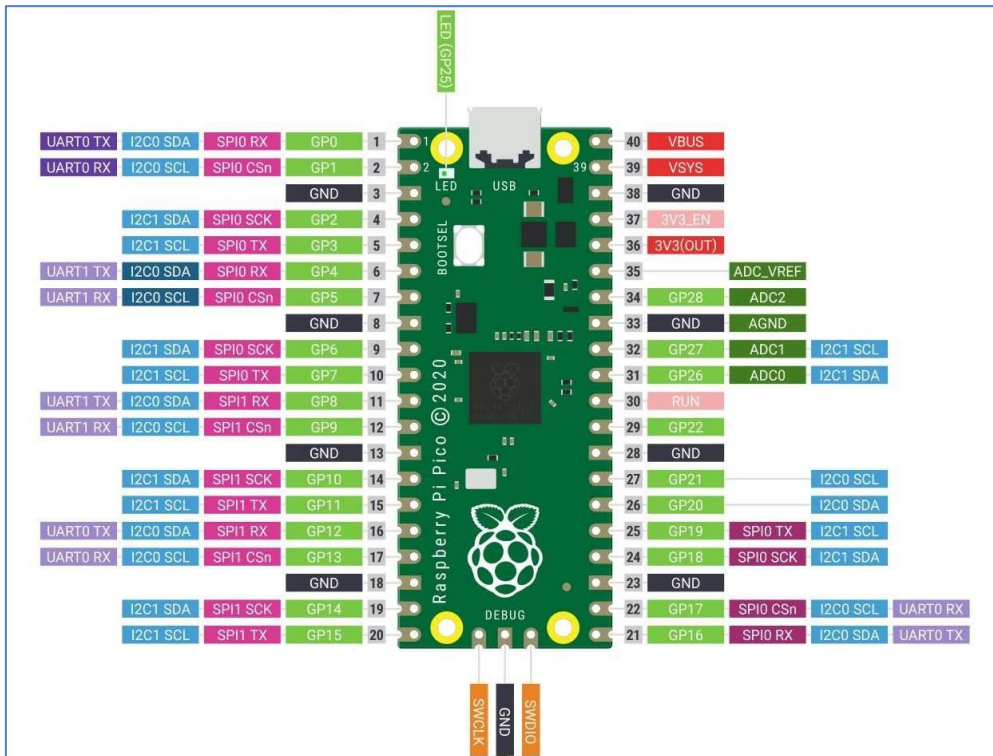 LED (GP25)
UART0 TX I2C0 SDA SPI0 RX GP0 1 1 40 VBUS
UART0 RX I2C0 SCL SPI0 CSn GP1 2 2 39 39 VSYS
GND 3 LED USB 38 GND
I2C1 SDA SPI0 SCK GP2 4 37 3V3_EN
I2C1 SCL SPI0 TX GP3 5 BOOTSEL 36 3V3(OUT)
UART1 TX I2C0 SDA SPI0 RX GP4 6 35 ADC_VREF
UART1 RX I2C0 SCL SPI0 CSn GP5 7 34 GP28 ADC2
GND 8 33 GND AGND
I2C1 SDA SPI0 SCK GP6 9 32 GP27 ADC1 I2C1 SCL
I2C1 SCL SPI0 TX GP7 10 31 GP26 ADC0 I2C1 SDA
UART1 TX I2C0 SDA SPI1 RX GP8 11 30 RUN
UART1 RX I2C0 SCL SPI1 CSn GP9 12 29 GP22
GND 13 28 GND
I2C1 SDA SPI1 SCK GP10 14 27 GP21 I2C0 SCL
I2C1 SCL SPI1 TX GP11 15 26 GP20 I2C0 SDA
UART0 TX I2C0 SDA SPI1 RX GP12 16 25 GP19 SPI0 TX I2C1 SCL
UART0 RX I2C0 SCL SPI1 CSn GP13 17 24 GP18 SPI0 SCK I2C1 SDA
GND 18 23 GND
I2C1 SDA SPI1 SCK GP14 19 22 GP17 SPI0 CSn I2C0 SCL UART0 RX
I2C1 SCL SPI1 TX GP15 20 21 GP16 SPI0 RX I2C0 SDA UART0 TX
Raspberry Pi Pico © 2020
DEBUG
SWCLK GND SWDIO